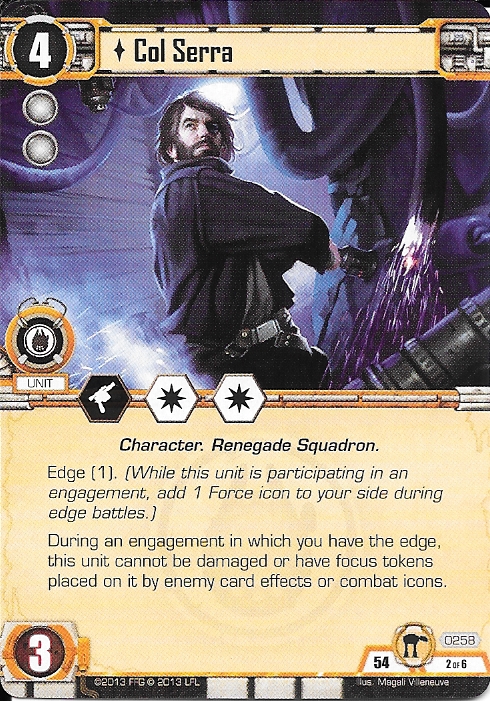 4
Col Serra
UNIT
Character. Renegade Squadron.
Edge (1). (While this unit is participating in an
engagement, add 1 Force icon to your side during
edge battles.)
During an engagement in which you have the edge,
this unit cannot be damaged or have focus tokens
placed on it by enemy card effects or combat icons.
3
0258
54
2 OF 6
©2013 FFG © 2013 LFL
Illus. Magali Villeneuve